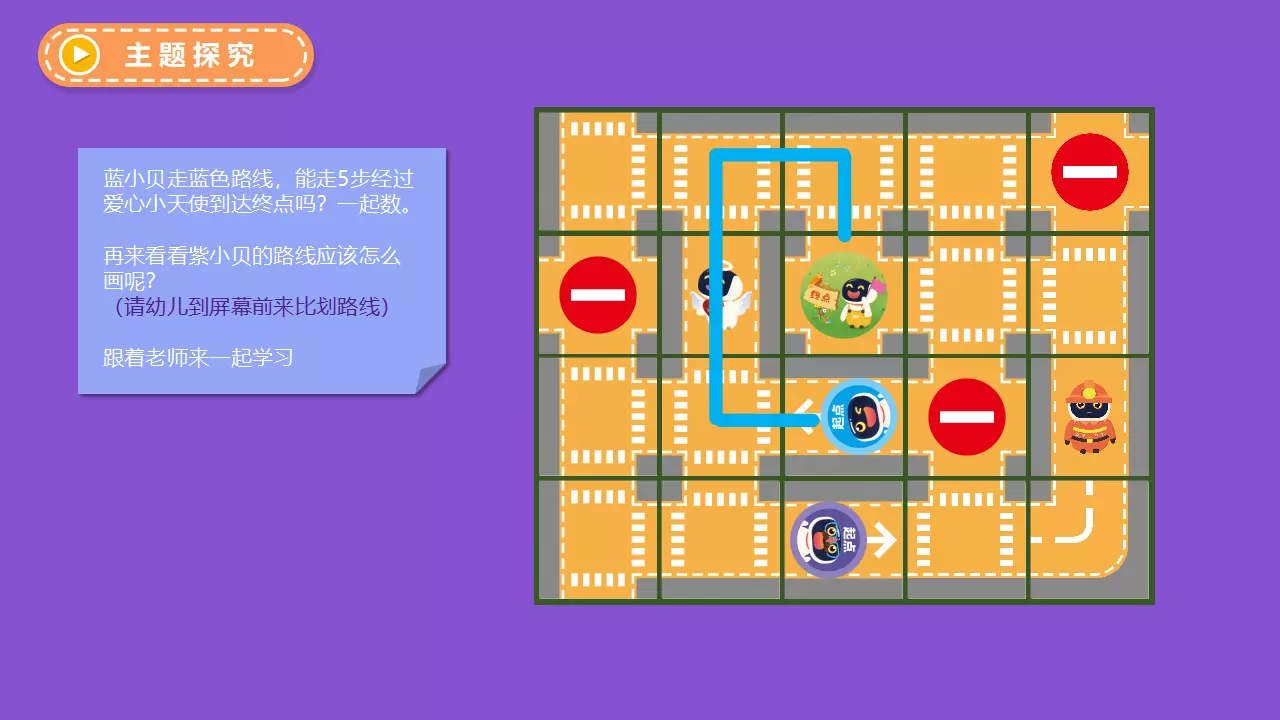 主题探究
蓝小贝走蓝色路线，能走5步经过
爱心小天使到达终点吗？一起数。
再来看看紫小贝的路线应该怎么
画呢？
（请幼儿到屏幕前来比划路线）
跟着老师来一起学习
终点
起点
起点